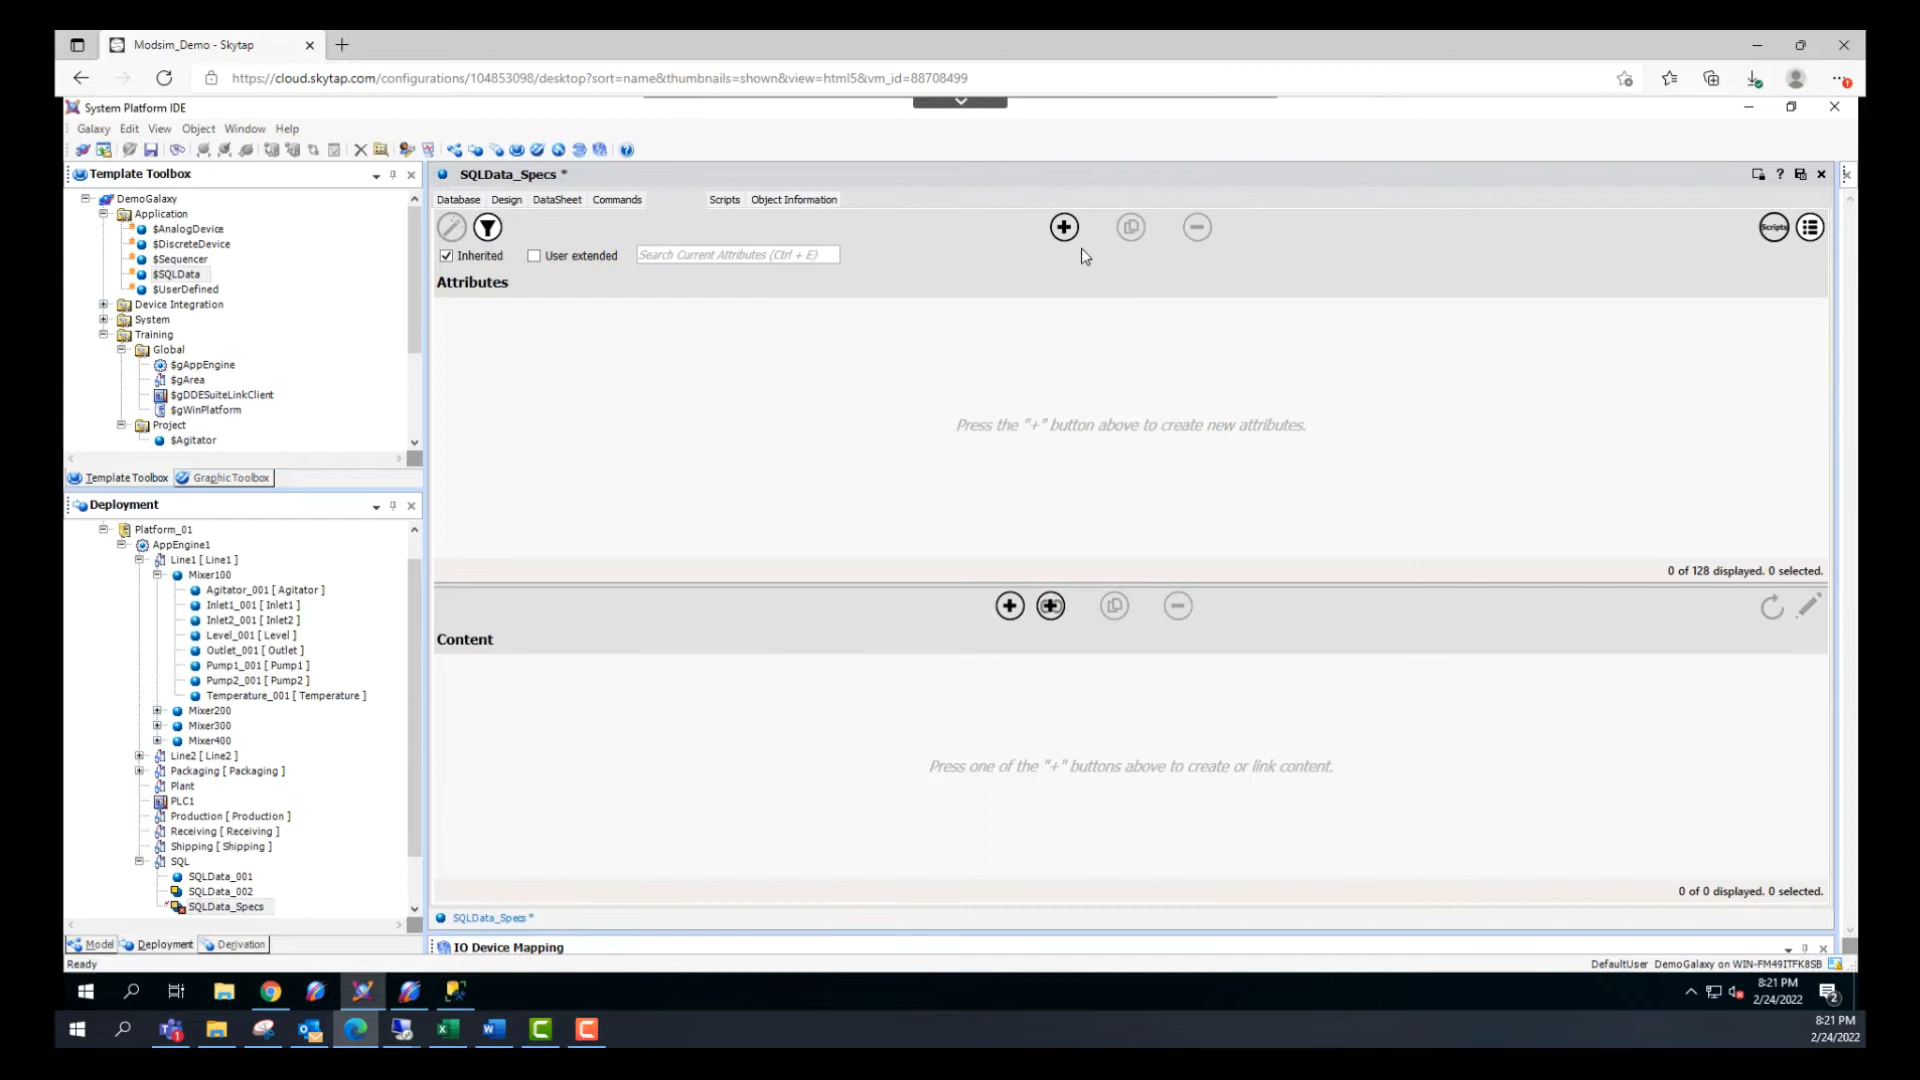 Modsim_Demo - Skytap
https://cloud.skytap.com/configurations/104853098/desktop?sort=name&thumbnails=shown&view=html5&vm_id=88708499
System Platform IDE
Galaxy Edit View Object Window Help
Template Toolbox
DemoGalaxy
Application
$AnalogDevice
$DiscreteDevice
$Sequencer
$SQLData
$UserDefined
Device Integration
System
Training
Global
$gAppEngine
$gArea
$gDDESuiteLinkClient
$gWinPlatform
Project
$Agitator
Template Toolbox Graphic Toolbox
Deployment
Platform_01
AppEngine1
Line1 [ Line1 ]
Mixer100
Agitator_001 [ Agitator ]
Inlet1_001 [ Inlet1 ]
Inlet2_001 [ Inlet2 ]
Level_001 [ Level ]
Outlet_001 [ Outlet ]
Pump1_001 [ Pump1 ]
Pump2_001 [ Pump2 ]
Temperature_001 [ Temperature ]
Mixer200
Mixer300
Mixer400
Line2 [ Line2 ]
Packaging [ Packaging ]
Plant
PLC1
Production [ Production ]
Receiving [ Receiving ]
Shipping [ Shipping ]
SQL
SQLData_001
SQLData_002
SQLData_Specs
Model Deployment Derivation
Ready
SQLData_Specs *
Database Design DataSheet Commands Scripts Object Information
Scripts
Inherited User extended Search Current Attributes (Ctrl + E)
Attributes
Press the "+" button above to create new attributes.
0 of 128 displayed. 0 selected.
Content
Press one of the "+" buttons above to create or link content.
0 of 0 displayed. 0 selected.
SQLData_Specs *
IO Device Mapping
DefaultUser DemoGalaxy on WIN-FM49ITFK8SB
8:21 PM
2/24/2022
2
8:21 PM
2/24/2022